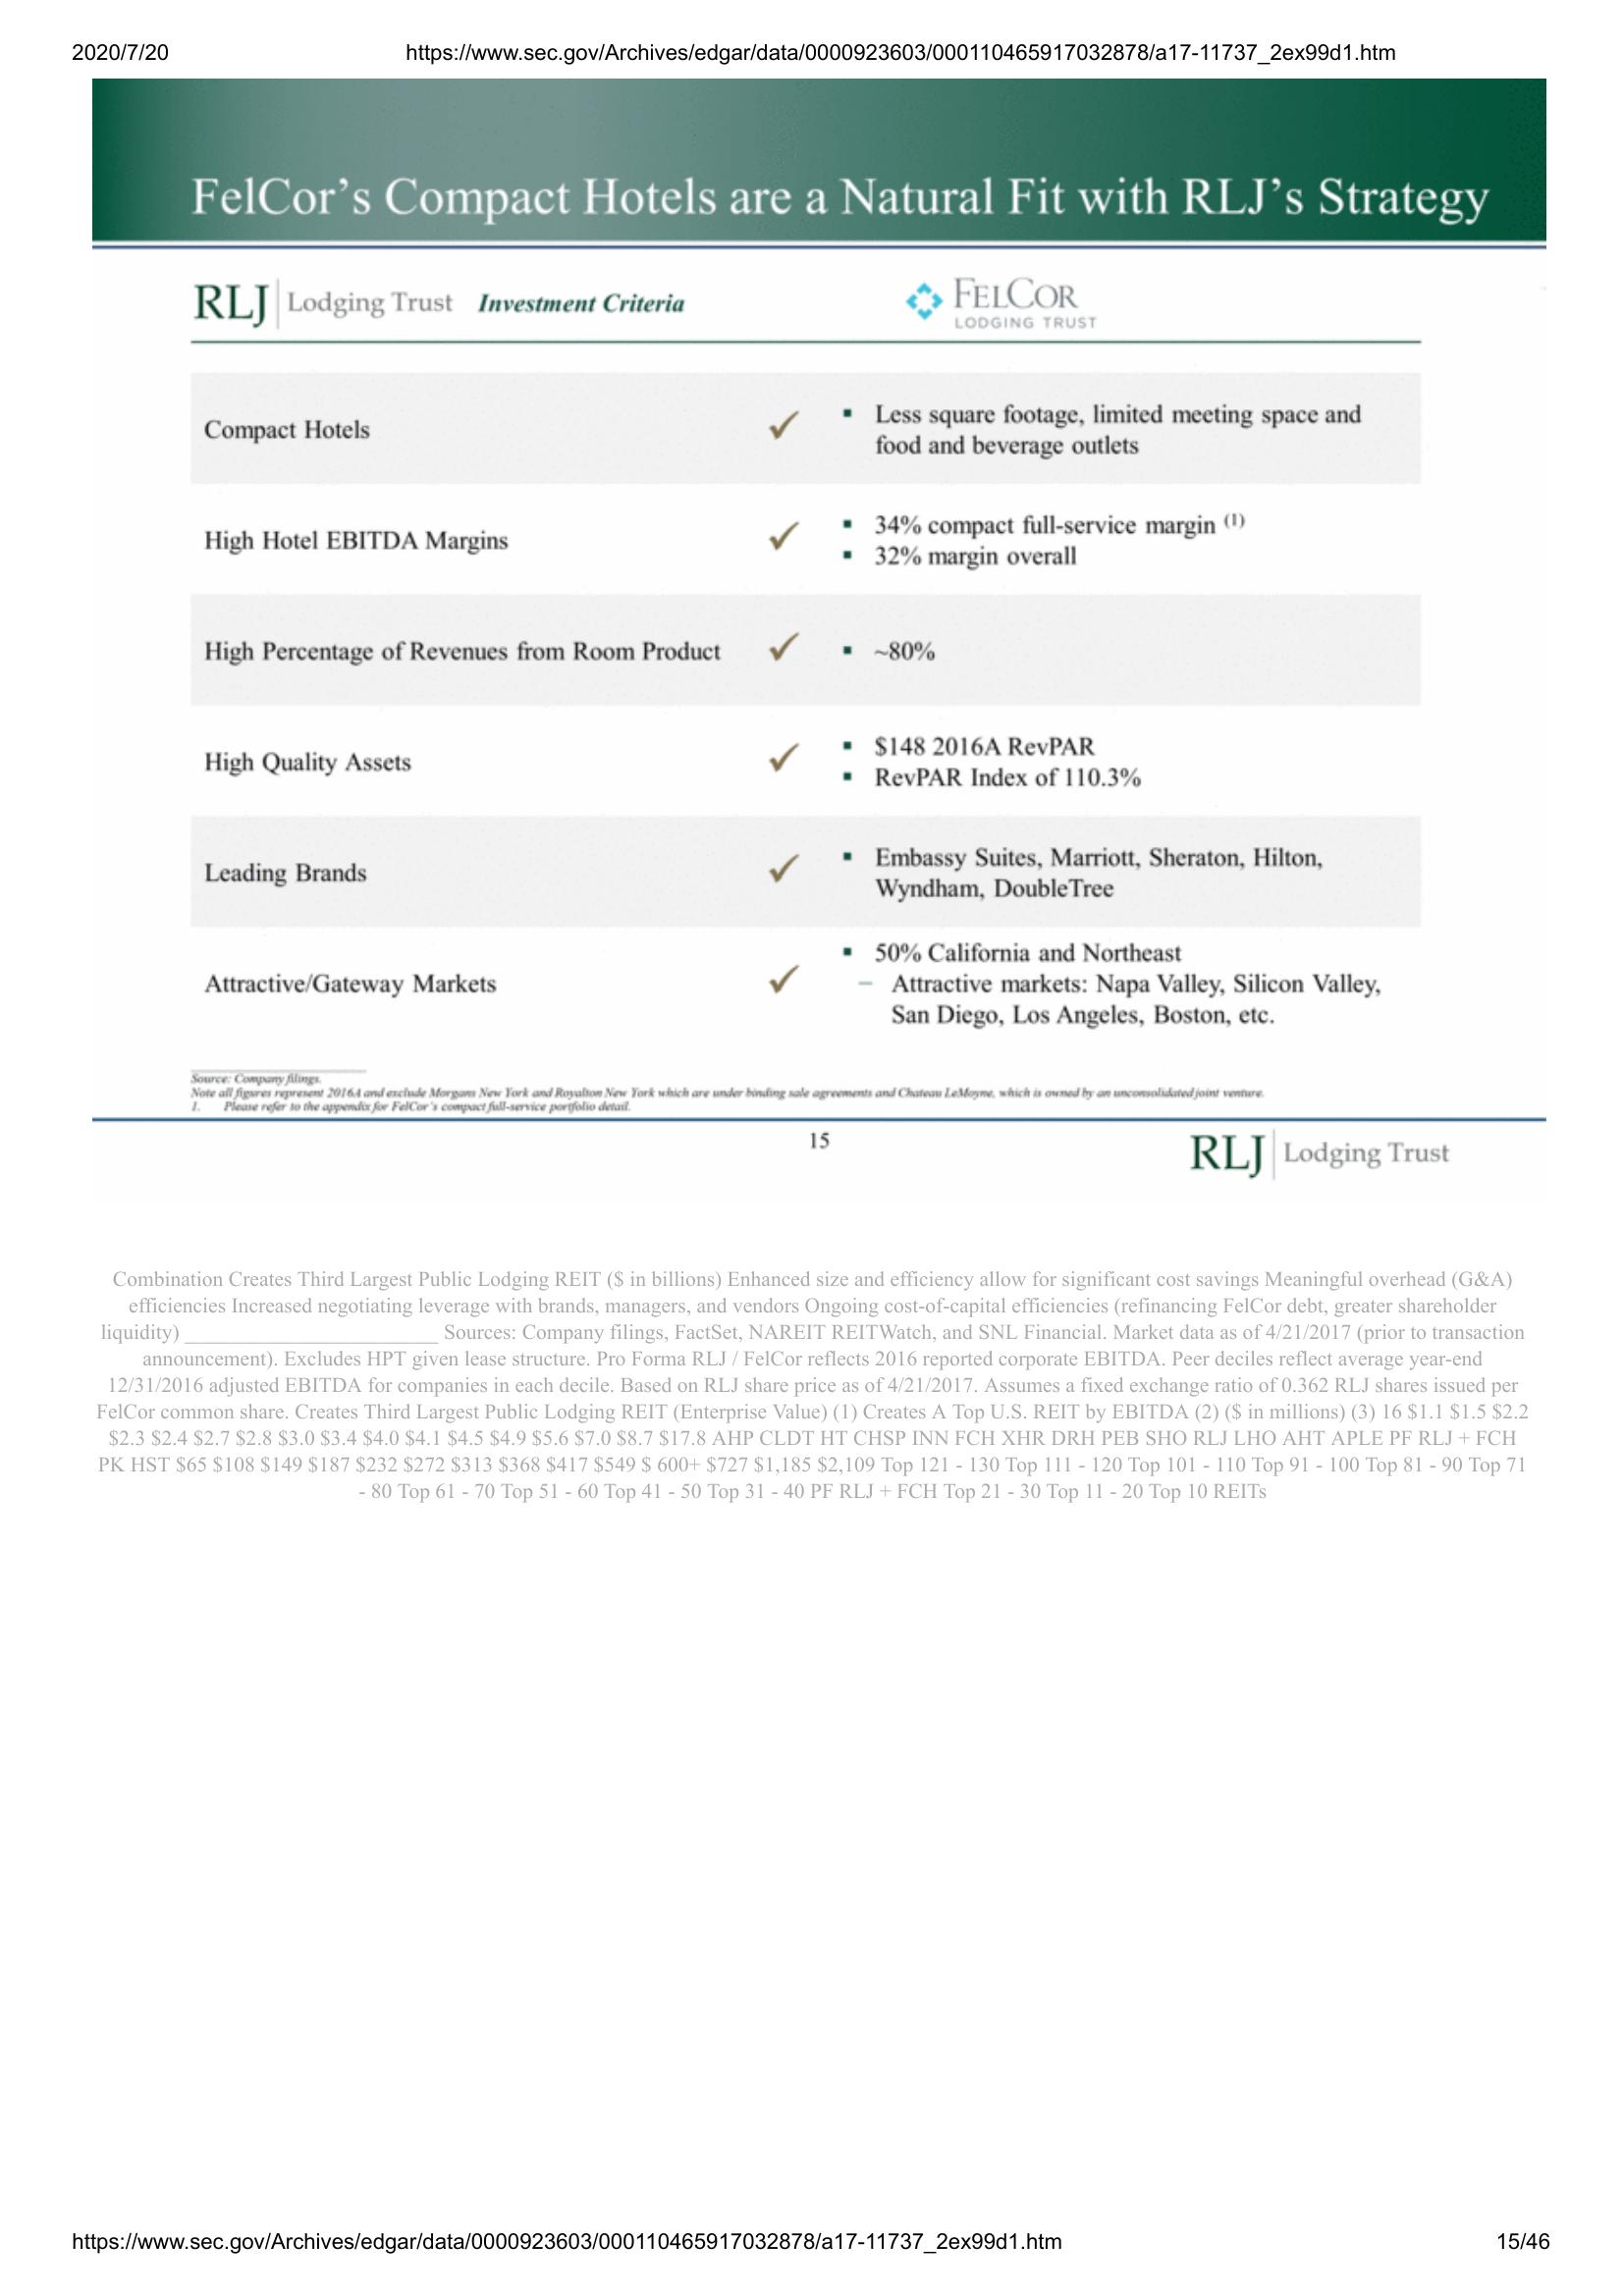 2020/7/20 https://www.sec.gov/Archives/edgar/data/0000923603/000110465917032878/a17-11737_2ex99d1.htm
FelCor's Compact Hotels are a Natural Fit with RLJ's Strategy
RLJ Lodging Trust Investment Criteria
FELCOR
LODGING TRUST
Compact Hotels
✓
▪ Less square footage, limited meeting space and
food and beverage outlets
High Hotel EBITDA Margins
✓
▪ 34% compact full-service margin (1)
▪ 32% margin overall
High Percentage of Revenues from Room Product
✓
▪ ~80%
High Quality Assets
✓
▪ $148 2016A RevPAR
▪ RevPAR Index of 110.3%
Leading Brands
✓
▪ Embassy Suites, Marriott, Sheraton, Hilton,
Wyndham, DoubleTree
Attractive/Gateway Markets
✓
▪ 50% California and Northeast
– Attractive markets: Napa Valley, Silicon Valley,
San Diego, Los Angeles, Boston, etc.
Source: Company filings.
Note all figures represent 2016A and exclude Morgans New York and Royalton New York which are under binding sale agreements and Chateau LeMoyne, which is owned by an unconsolidated joint venture.
1. Please refer to the appendix for FelCor's compact full-service portfolio detail.
15
RLJ Lodging Trust
Combination Creates Third Largest Public Lodging REIT ($ in billions) Enhanced size and efficiency allow for significant cost savings Meaningful overhead (G&A)
efficiencies Increased negotiating leverage with brands, managers, and vendors Ongoing cost-of-capital efficiencies (refinancing FelCor debt, greater shareholder
liquidity) ________________________ Sources: Company filings, FactSet, NAREIT REITWatch, and SNL Financial. Market data as of 4/21/2017 (prior to transaction
announcement). Excludes HPT given lease structure. Pro Forma RLJ / FelCor reflects 2016 reported corporate EBITDA. Peer deciles reflect average year-end
12/31/2016 adjusted EBITDA for companies in each decile. Based on RLJ share price as of 4/21/2017. Assumes a fixed exchange ratio of 0.362 RLJ shares issued per
FelCor common share. Creates Third Largest Public Lodging REIT (Enterprise Value) (1) Creates A Top U.S. REIT by EBITDA (2) ($ in millions) (3) 16 $1.1 $1.5 $2.2
$2.3 $2.4 $2.7 $2.8 $3.0 $3.4 $4.0 $4.1 $4.5 $4.9 $5.6 $7.0 $8.7 $17.8 AHP CLDT HT CHSP INN FCH XHR DRH PEB SHO RLJ LHO AHT APLE PF RLJ + FCH
PK HST $65 $108 $149 $187 $232 $272 $313 $368 $417 $549 $ 600+ $727 $1,185 $2,109 Top 121 - 130 Top 111 - 120 Top 101 - 110 Top 91 - 100 Top 81 - 90 Top 71
- 80 Top 61 - 70 Top 51 - 60 Top 41 - 50 Top 31 - 40 PF RLJ + FCH Top 21 - 30 Top 11 - 20 Top 10 REITs
https://www.sec.gov/Archives/edgar/data/0000923603/000110465917032878/a17-11737_2ex99d1.htm 15/46